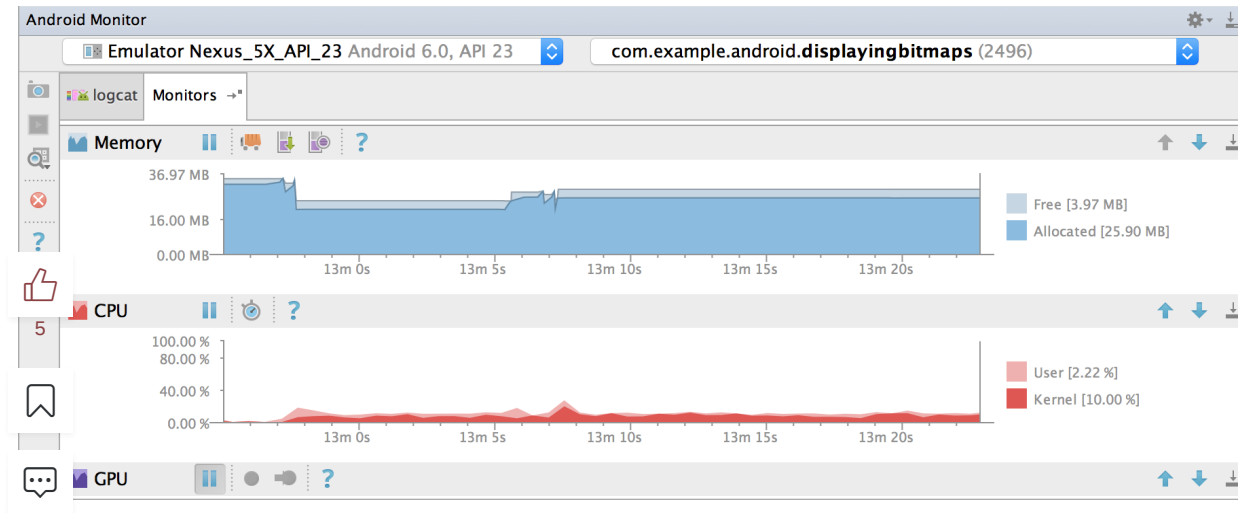 Android Monitor
Emulator Nexus_5X_API_23 Android 6.0, API 23
com.example.android.displayingbitmaps (2496)
logcat
Monitors
Memory
?
36.97 MB
16.00 MB
0.00 MB
13m 0s
13m 5s
13m 10s
13m 15s
13m 20s
Free [3.97 MB]
Allocated [25.90 MB]
?
5
CPU
?
100.00 %
80.00 %
40.00 %
0.00 %
13m 0s
13m 5s
13m 10s
13m 15s
13m 20s
User [2.22 %]
Kernel [10.00 %]
GPU
?